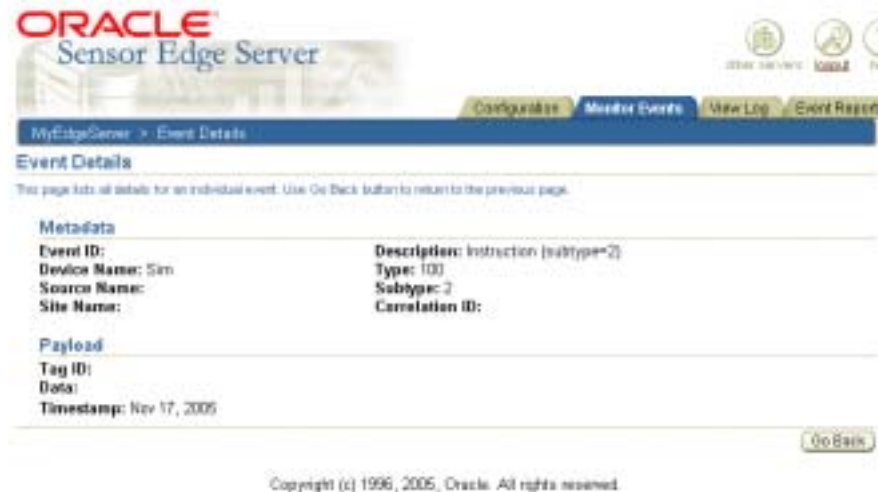 ORACLE
Sensor Edge Server
other servers logout
Configuration Monitor Events View Log Event Report
MyEdgeServer > Event Details
Event Details
This page lists all details for an individual event. Use Go Back button to return to the previous page.
Metadata
Event ID: Description: Instruction (subtype=2)
Device Name: Sim Type: 100
Source Name: Subtype: 2
Site Name: Correlation ID:
Payload
Tag ID:
Data:
Timestamp: Nov 17, 2005
Go Back
Copyright (c) 1996, 2005, Oracle. All rights reserved.